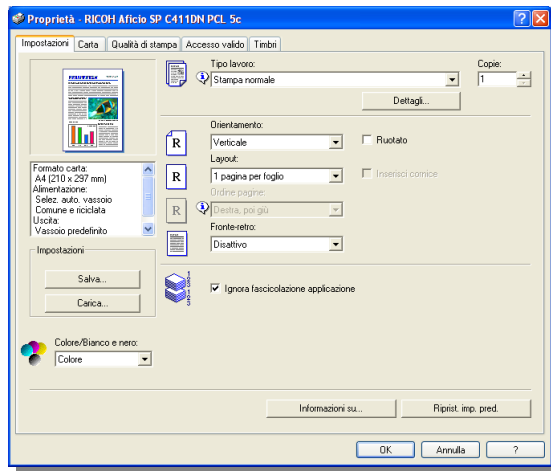 Proprietà - RICOH Aficio SP C411DN PCL 5c
Impostazioni Carta Qualità di stampa Accesso valido Timbri
Tipo lavoro:
Stampa normale
Copie:
1
Dettagli...
Orientamento:
Verticale
Ruotato
Layout:
1 pagina per foglio
Inserisci cornice
Ordine pagine:
Destra, poi giù
Fronte-retro:
Disattivo
Formato carta:
A4 (210 x 297 mm)
Alimentazione:
Selez. auto. vassoio
Comune e riciclata
Uscita:
Vassoio predefinito
Impostazioni
Salva...
Carica...
Ignora fascicolazione applicazione
Colore/Bianco e nero:
Colore
Informazioni su...
Riprist. imp. pred.
OK
Annulla
?